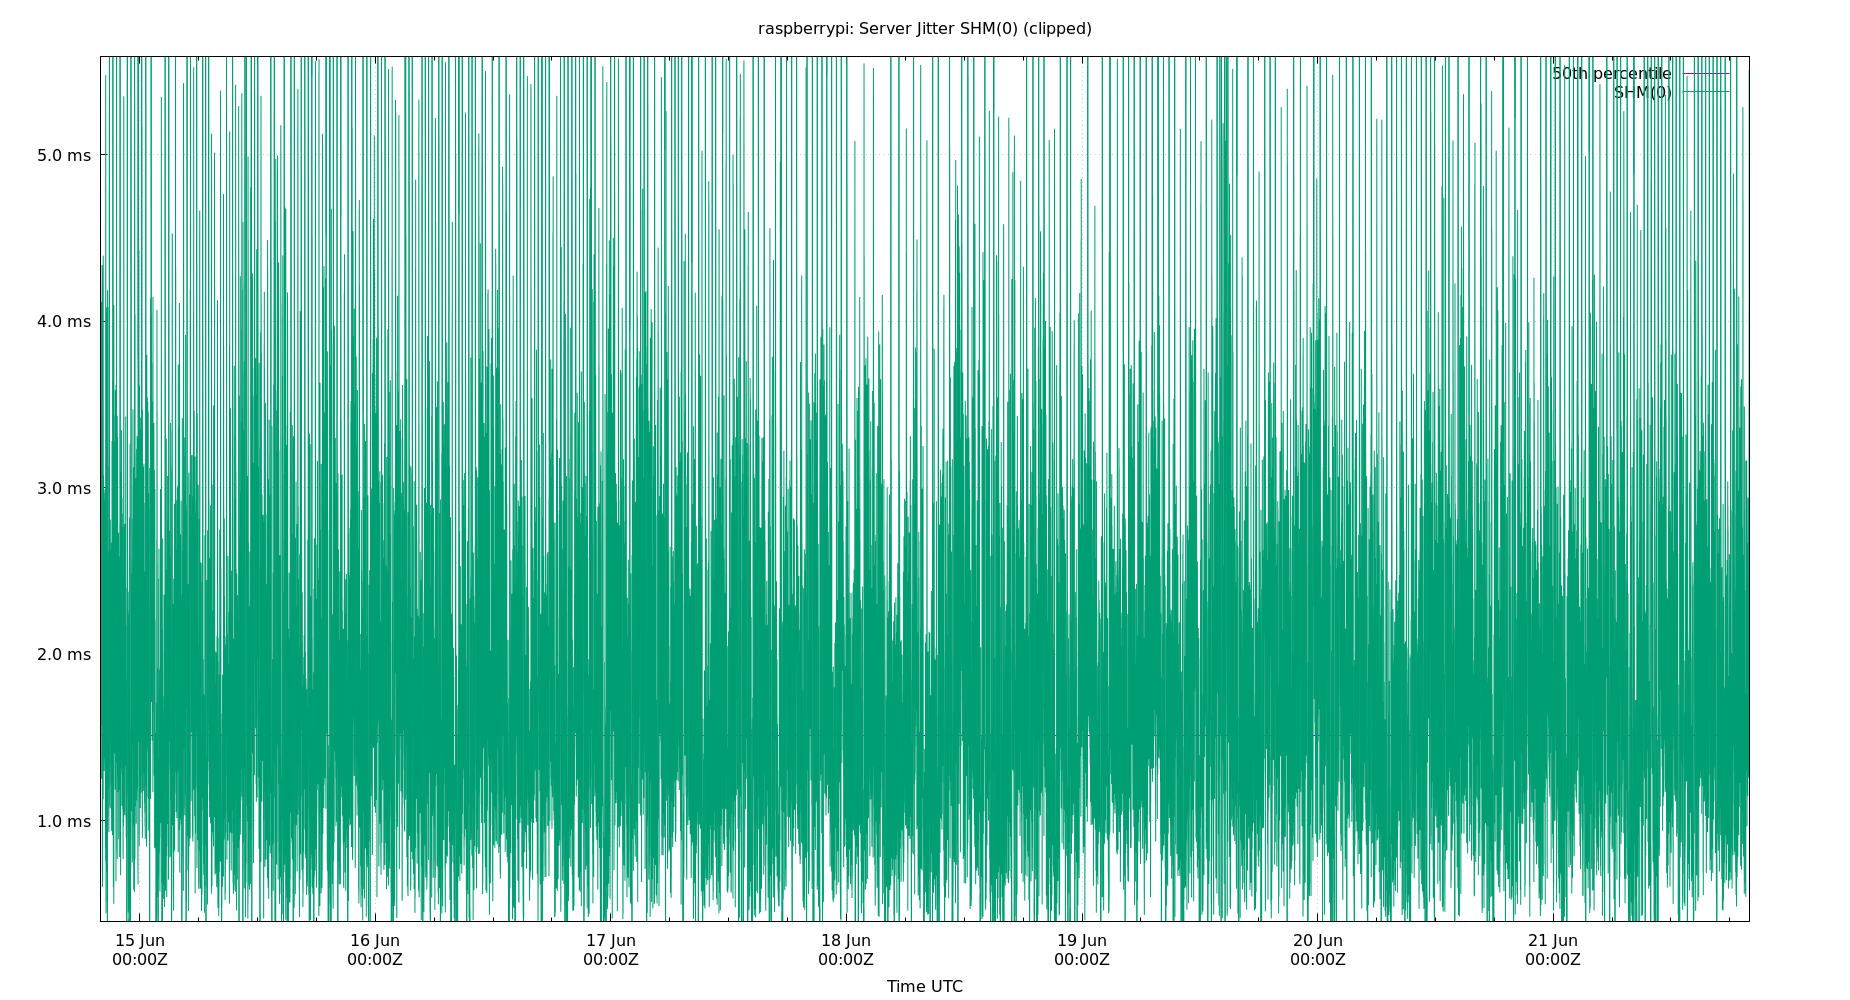 raspberrypi: Server Jitter SHM(0) (clipped)
50th percentile
SHM(0)
5.0 ms
4.0 ms
3.0 ms
2.0 ms
1.0 ms
15 Jun 16 Jun 17 Jun 18 Jun 19 Jun 20 Jun 21 Jun
00:00Z 00:00Z 00:00Z 00:00Z 00:00Z 00:00Z 00:00Z
Time UTC